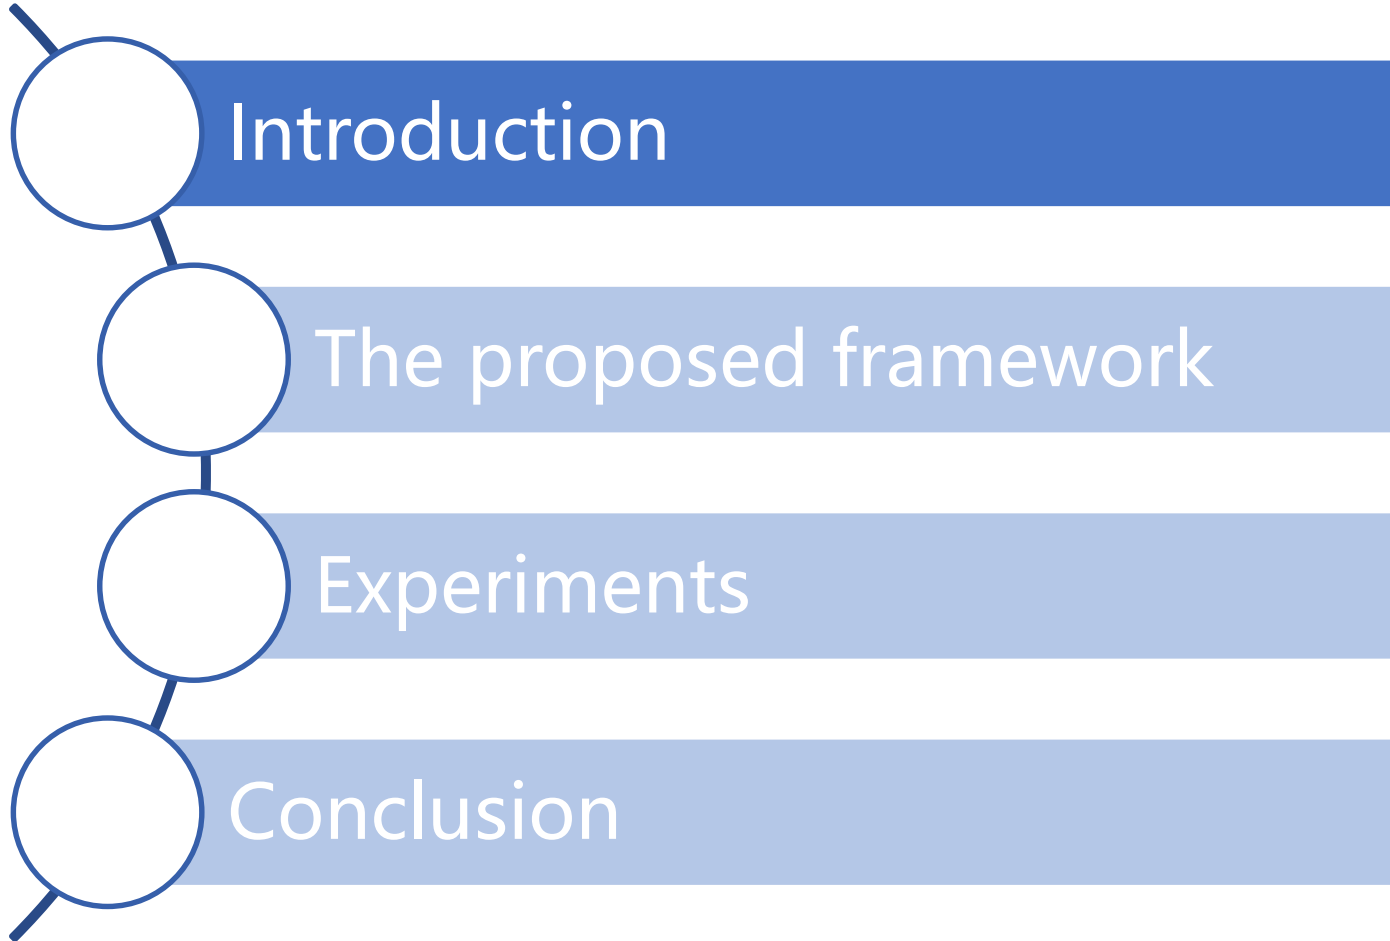 Introduction
The proposed framework
Experiments
Conclusion